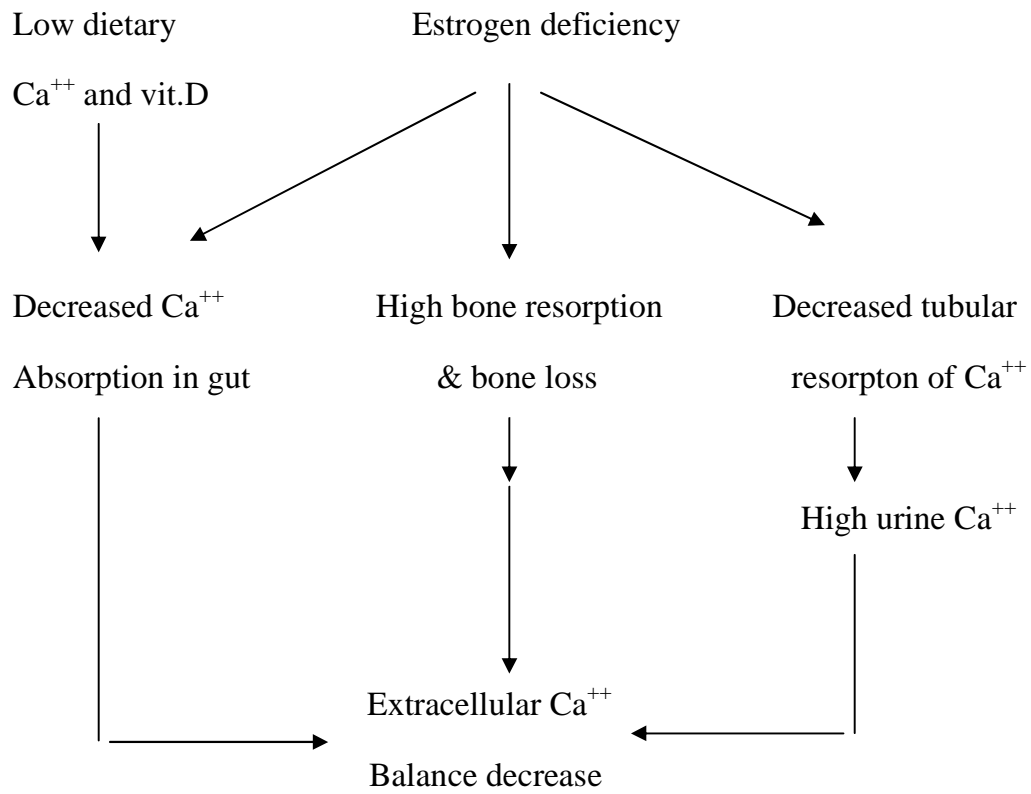 Low dietary
Ca⁺⁺ and vit.D
Estrogen deficiency
Decreased Ca⁺⁺
Absorption in gut
High bone resorption
& bone loss
Decreased tubular
resorpton of Ca⁺⁺
High urine Ca⁺⁺
Extracellular Ca⁺⁺
Balance decrease